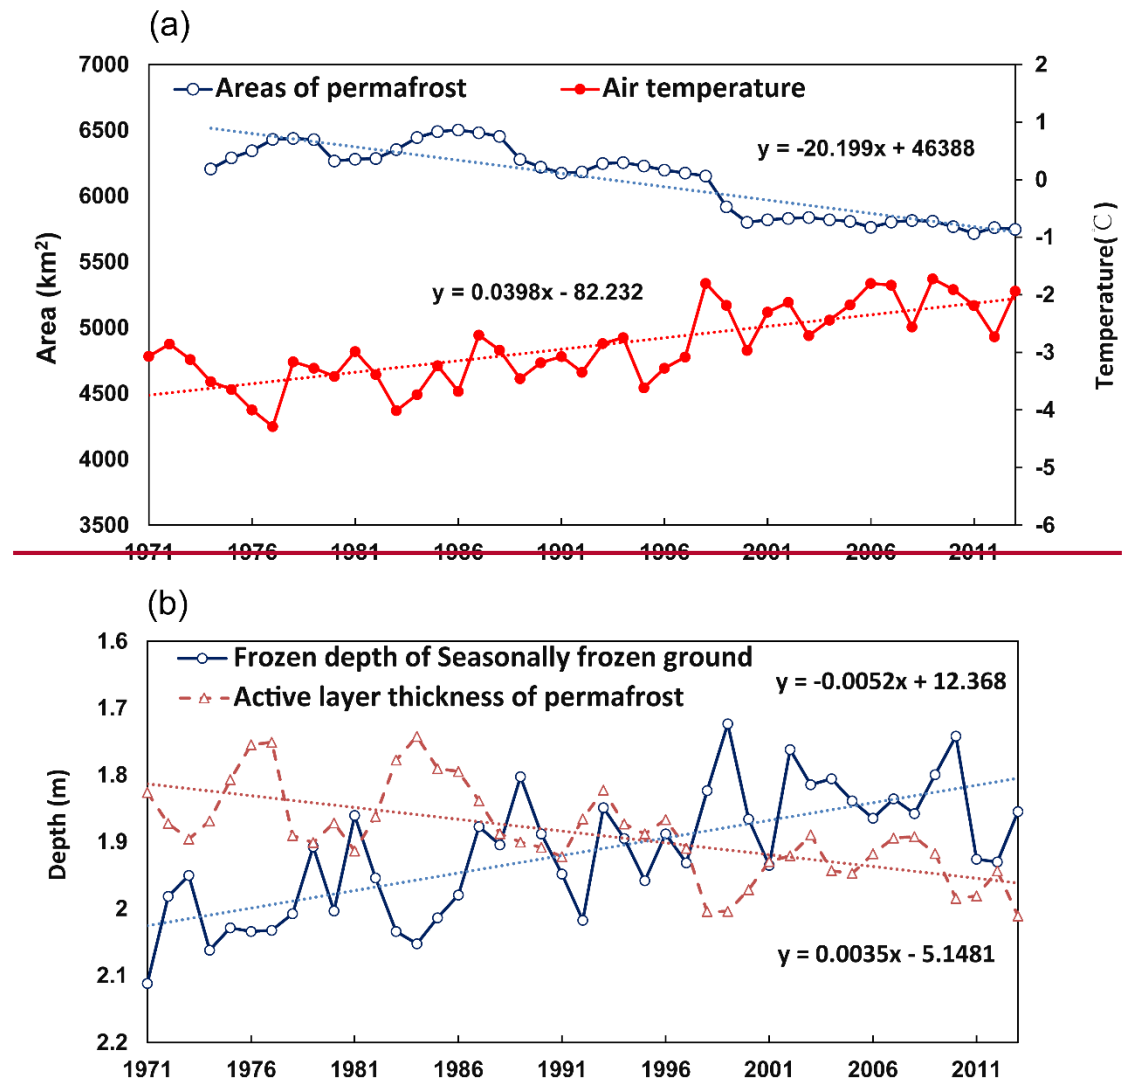 (a)
Areas of permafrost
Air temperature
7000
6500
6000
5500
5000
4500
4000
3500
Area (km²)
2
1
0
-1
-2
-3
-4
-5
-6
Temperature(℃)
y = -20.199x + 46388
y = 0.0398x - 82.232
1971 1976 1981 1986 1991 1996 2001 2006 2011
(b)
Frozen depth of Seasonally frozen ground
Active layer thickness of permafrost
y = -0.0052x + 12.368
1.6
1.7
1.8
1.9
2
2.1
2.2
Depth (m)
y = 0.0035x - 5.1481
1971 1976 1981 1986 1991 1996 2001 2006 2011